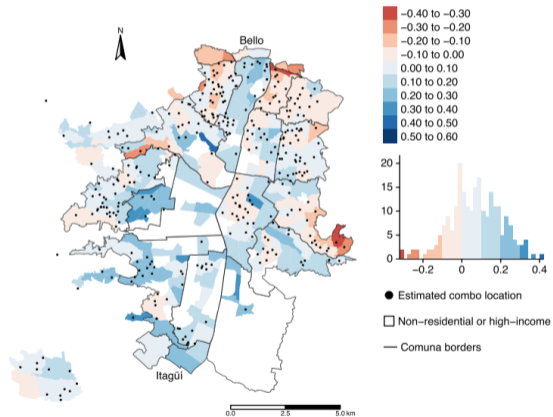 N
Bello
Itagüi
0.0 2.5 5.0 km
−0.40 to −0.30
−0.30 to −0.20
−0.20 to −0.10
−0.10 to 0.00
0.00 to 0.10
0.10 to 0.20
0.20 to 0.30
0.30 to 0.40
0.40 to 0.50
0.50 to 0.60
20
15
10
5
0
−0.2 0 0.2 0.4
Estimated combo location
Non−residential or high−income
Comuna borders